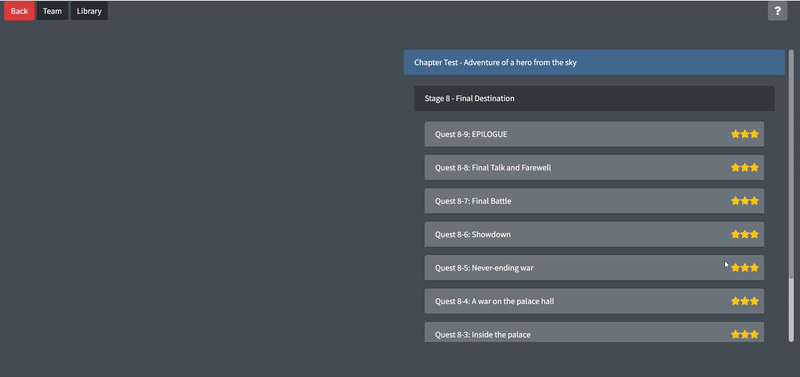 Back Team Library ?
Chapter Test - Adventure of a hero from the sky
Stage 8 - Final Destination
Quest 8-9: EPILOGUE
Quest 8-8: Final Talk and Farewell
Quest 8-7: Final Battle
Quest 8-6: Showdown
Quest 8-5: Never-ending war
Quest 8-4: A war on the palace hall
Quest 8-3: Inside the palace